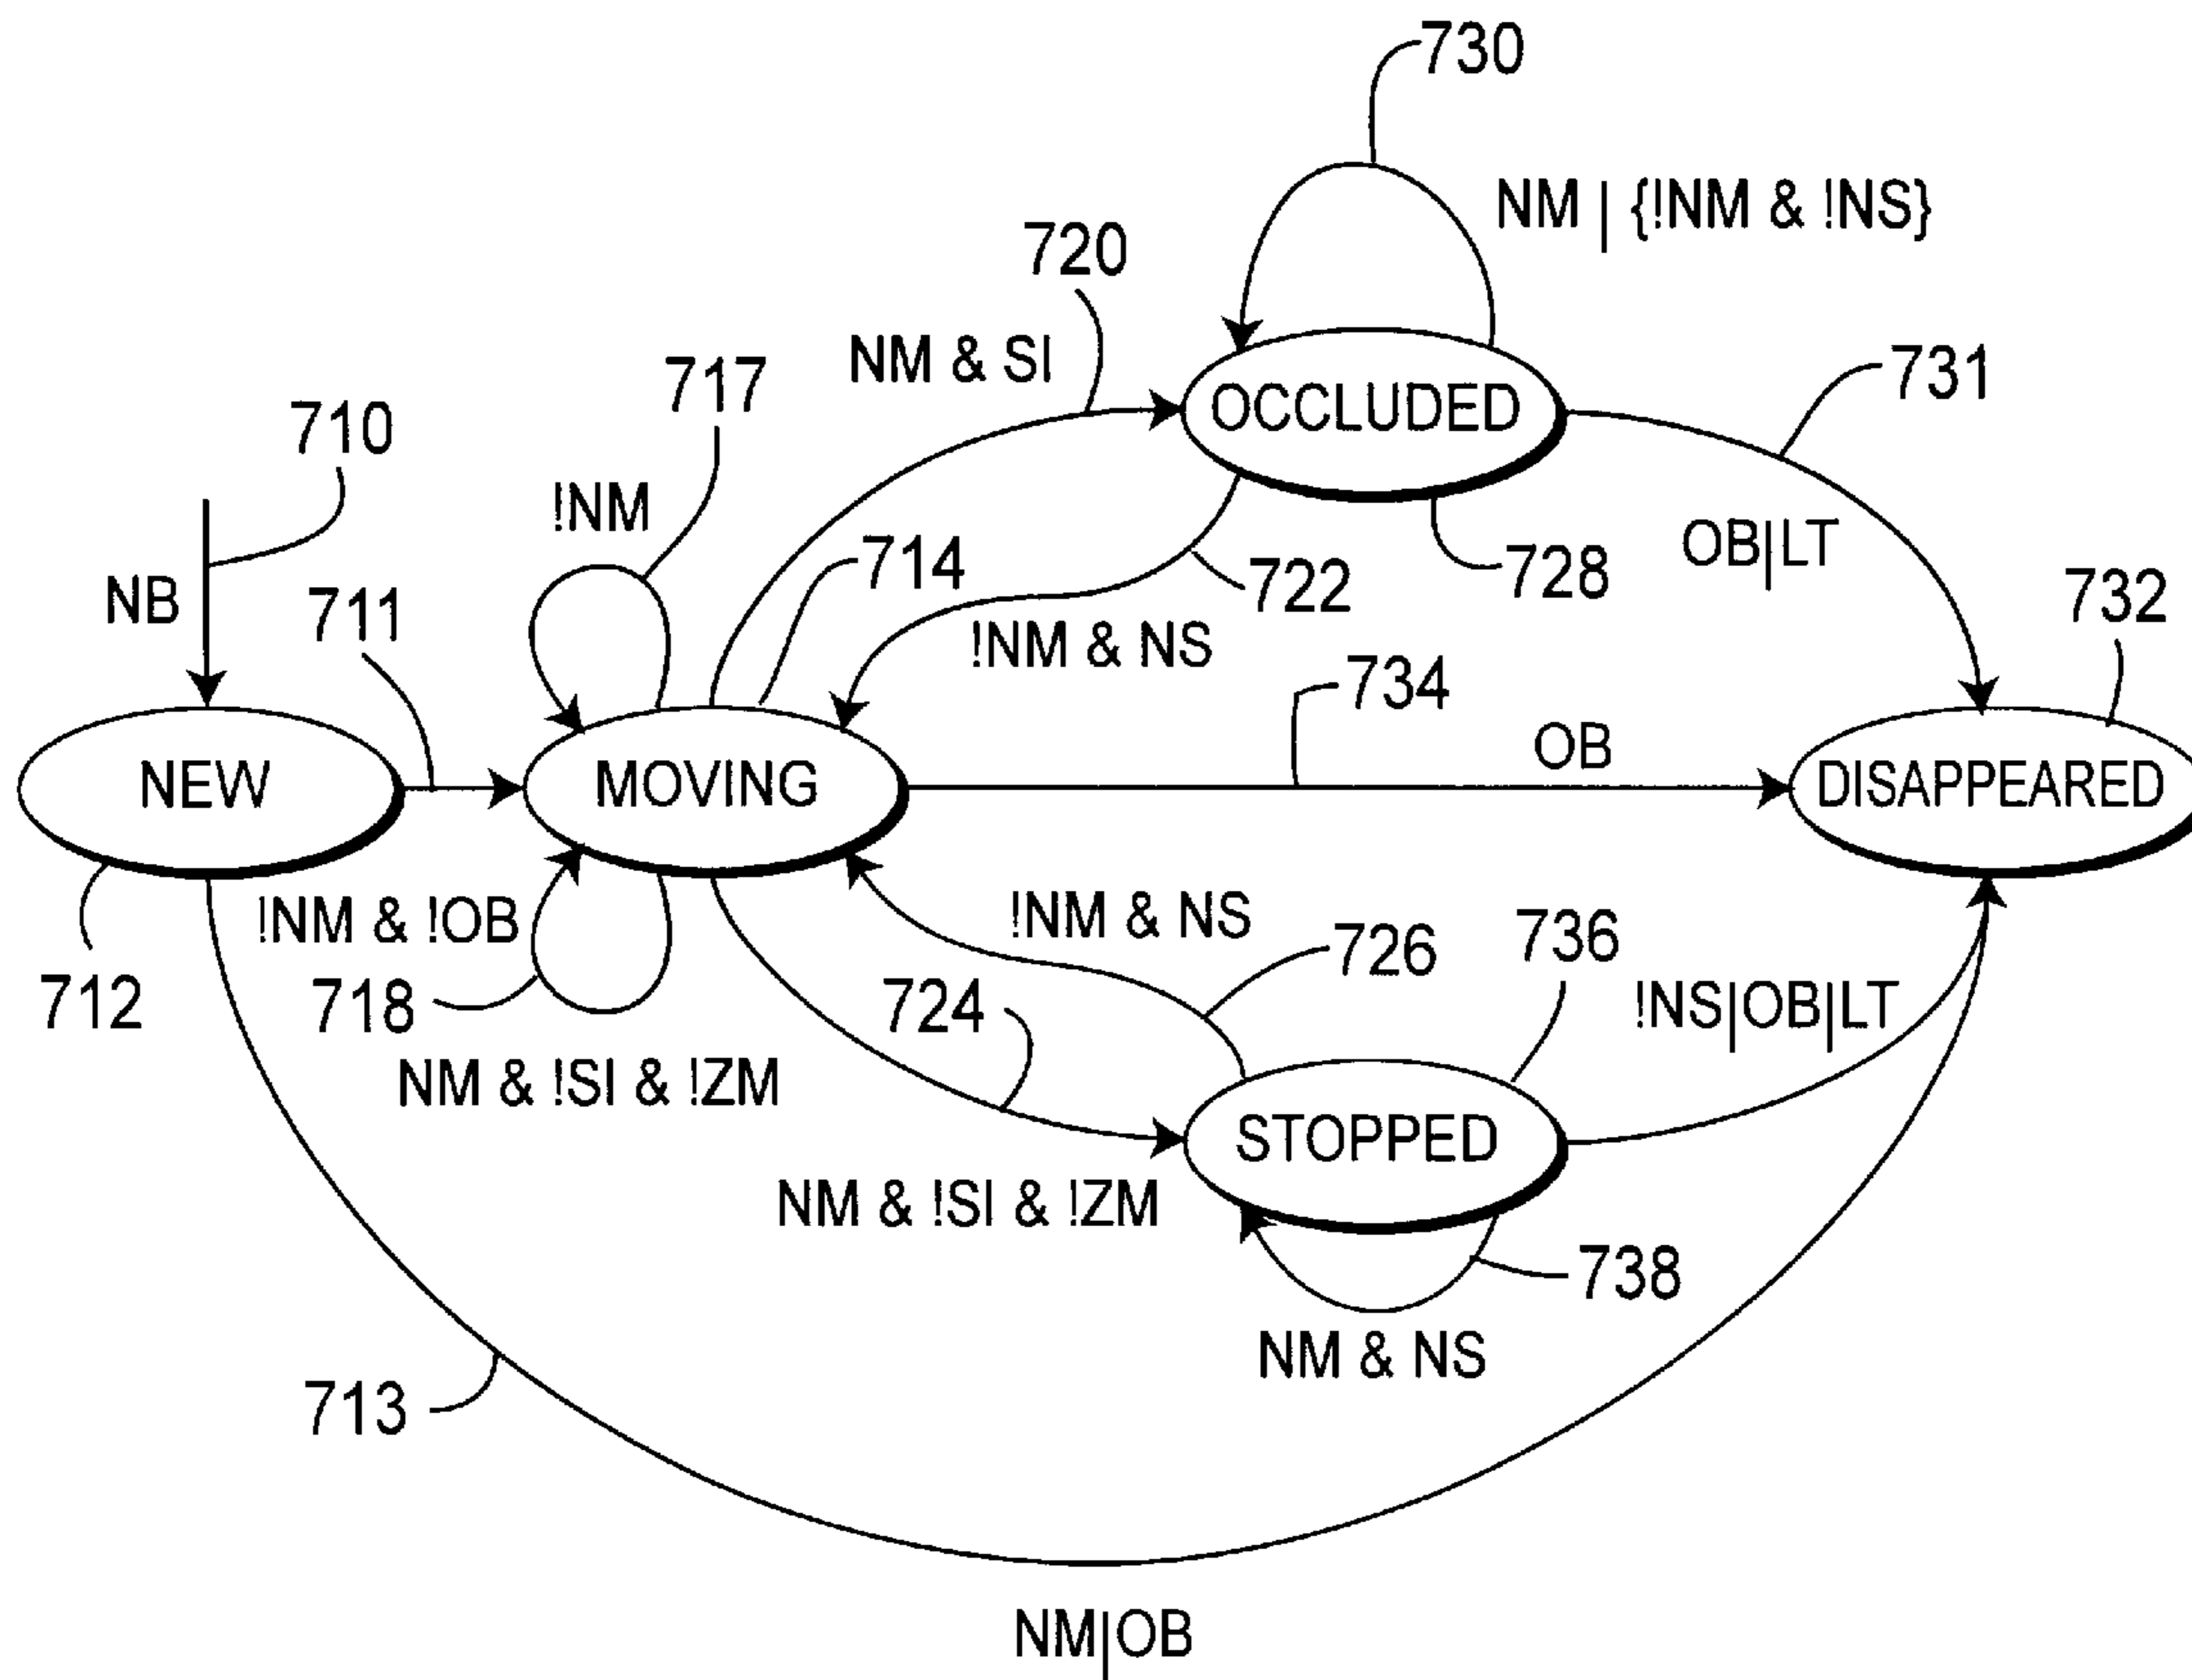 730
NM | {!NM & !NS}
720
NM & SI
717
731
OCCLUDED
710
!NM
714
OB|LT
722
728
NB
711
732
!NM & NS
734
OB
NEW
MOVING
DISAPPEARED
!NM & !OB
!NM & NS
736
726
712
718
724
!NS|OB|LT
NM & !SI & !ZM
STOPPED
NM & !SI & !ZM
738
NM & NS
713
NM|OB